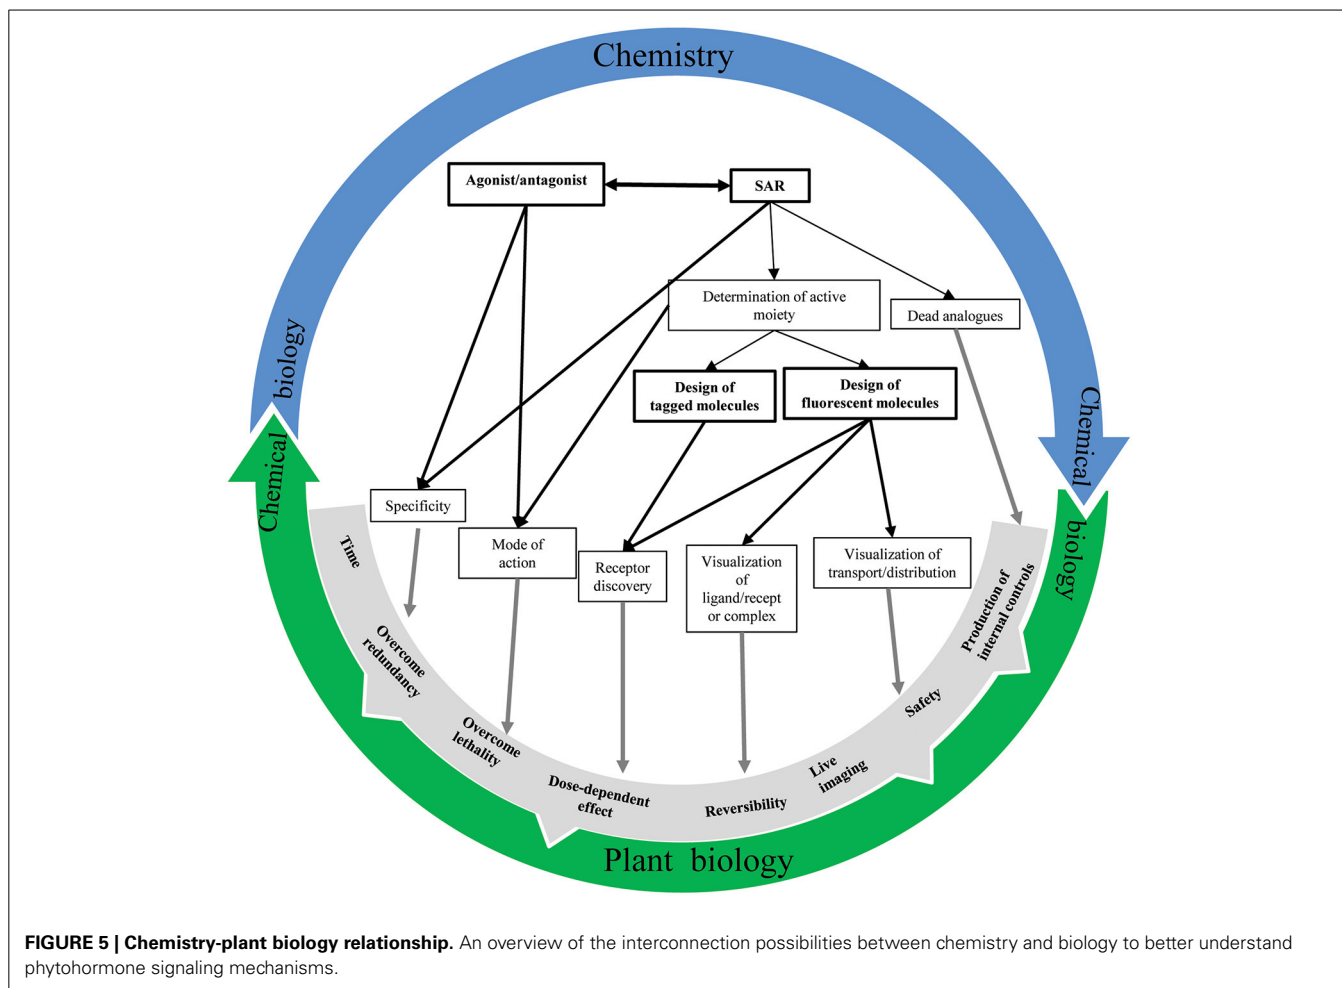 Chemistry
Agonist/antagonist
SAR
Determination of active
moiety
Dead analogues
Design of
tagged molecules
Design of
fluorescent molecules
biology
Chemical
Chemical
biology
Specificity
Mode of
action
Receptor
discovery
Visualization
of
ligand/recept
or complex
Visualization of
transport/distribution
Time
Overcome
redundancy
Overcome
lethality
Dose-dependent
effect
Reversibility
Live
imaging
Safety
Production of
internal controls
Plant biology
FIGURE 5 | Chemistry-plant biology relationship. An overview of the interconnection possibilities between chemistry and biology to better understand
phytohormone signaling mechanisms.